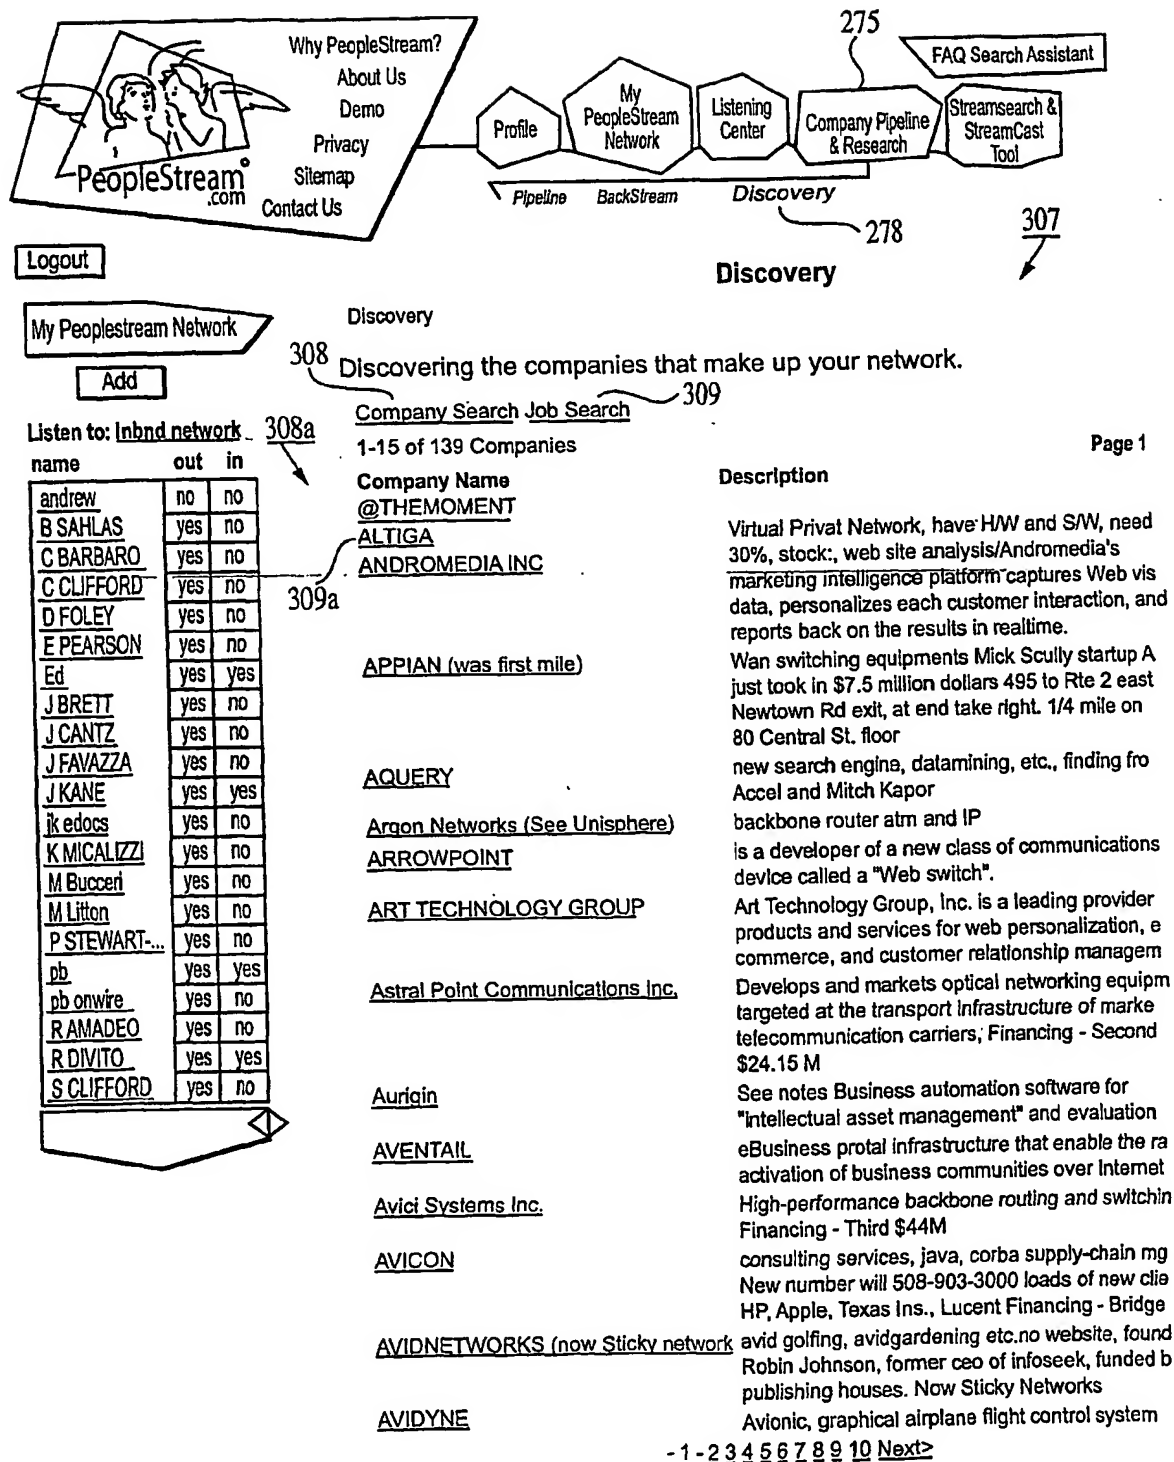 275
Why PeopleStream?
About Us
Demo
Privacy
Sitemap
Contact Us
PeopleStream
.com
FAQ Search Assistant
Profile
My
PeopleStream
Network
Listening
Center
Company Pipeline
& Research
Streamsearch &
StreamCast
Tool
Pipeline BackStream Discovery
278
307
Logout
Discovery
My Peoplestream Network
Add
Discovery
308
Discovering the companies that make up your network.
Company Search Job Search
309
Listen to: Inbnd network
308a
1-15 of 139 Companies
Page 1
name out in
andrew no no
B SAHLAS yes no
C BARBARO yes no
C CLIFFORD yes no
D FOLEY yes no
E PEARSON yes no
Ed yes yes
J BRETT yes no
J CANTZ yes no
J FAVAZZA yes no
J KANE yes yes
jk edocs yes no
K MICALIZZI yes no
M Bucceri yes no
M Litton yes no
P STEWART-... yes no
pb yes yes
pb onwire yes no
R AMADEO yes no
R DIVITO yes yes
S CLIFFORD yes no
309a
Company Name Description
@THEMOMENT
ALTIGA Virtual Privat Network, have H/W and S/W, need
ANDROMEDIA INC 30%, stock:, web site analysis/Andromedia's
marketing intelligence platform captures Web vis
data, personalizes each customer interaction, and
reports back on the results in realtime.
APPIAN (was first mile) Wan switching equipments Mick Scully startup A
just took in $7.5 million dollars 495 to Rte 2 east
Newtown Rd exit, at end take right. 1/4 mile on
80 Central St. floor
AQUERY new search engine, datamining, etc., finding fro
Accel and Mitch Kapor
Argon Networks (See Unisphere) backbone router atm and IP
ARROWPOINT is a developer of a new class of communications
device called a "Web switch".
ART TECHNOLOGY GROUP Art Technology Group, Inc. is a leading provider
products and services for web personalization, e
commerce, and customer relationship managem
Astral Point Communications Inc. Develops and markets optical networking equipm
targeted at the transport infrastructure of marke
telecommunication carriers, Financing - Second
$24.15 M
Aurigin See notes Business automation software for
"intellectual asset management" and evaluation
AVENTAIL eBusiness protal infrastructure that enable the ra
activation of business communities over Internet
Avici Systems Inc. High-performance backbone routing and switchin
Financing - Third $44M
AVICON consulting services, java, corba supply-chain mg
New number will 508-903-3000 loads of new clie
HP, Apple, Texas Ins., Lucent Financing - Bridge
AVIDNETWORKS (now Sticky network avid golfing, avidgardening etc.no website, found
Robin Johnson, former ceo of infoseek, funded b
publishing houses. Now Sticky Networks
AVIDYNE Avionic, graphical airplane flight control system
- 1 - 2 3 4 5 6 7 8 9 10 Next>